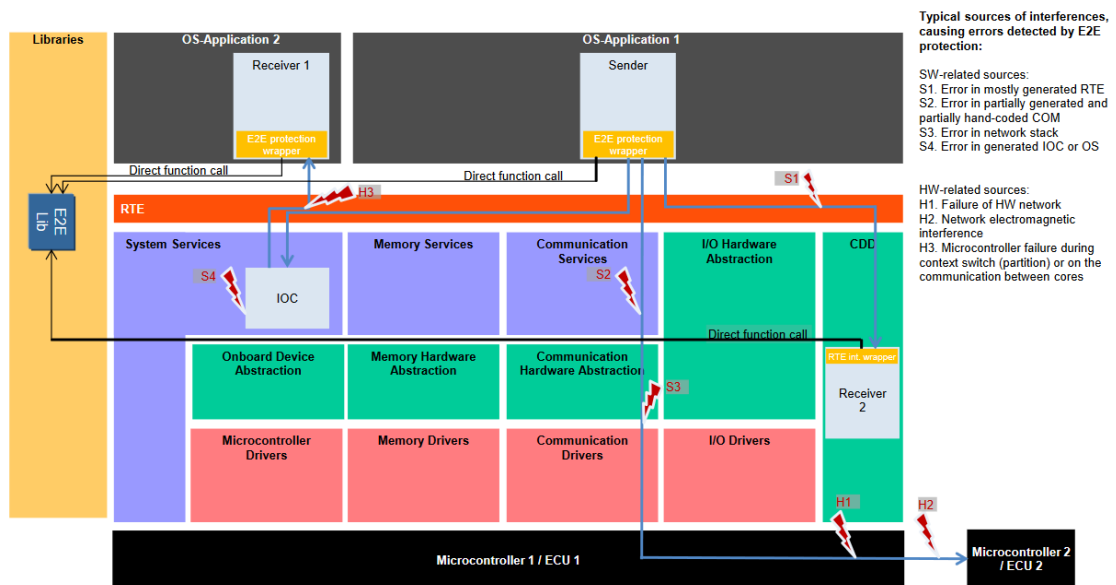 Libraries
OS-Application 2
OS-Application 1
Receiver 1
Sender
E2E protection
wrapper
E2E protection
wrapper
Direct function call
Direct function call
E2E
Lib
RTE
H3
S1
System Services
Memory Services
Communication
Services
I/O Hardware
Abstraction
CDD
S4
IOC
S2
Direct function call
Onboard Device
Abstraction
Memory Hardware
Abstraction
Communication
Hardware Abstraction
S3
RTE int. wrapper
Receiver
2
Microcontroller
Drivers
Memory Drivers
Communication
Drivers
I/O Drivers
H1
H2
Microcontroller 1 / ECU 1
Microcontroller 2
/ ECU 2
Typical sources of interferences,
causing errors detected by E2E
protection:
SW-related sources:
S1. Error in mostly generated RTE
S2. Error in partially generated and
partially hand-coded COM
S3. Error in network stack
S4. Error in generated IOC or OS
HW-related sources:
H1. Failure of HW network
H2. Network electromagnetic
interference
H3. Microcontroller failure during
context switch (partition) or on the
communication between cores